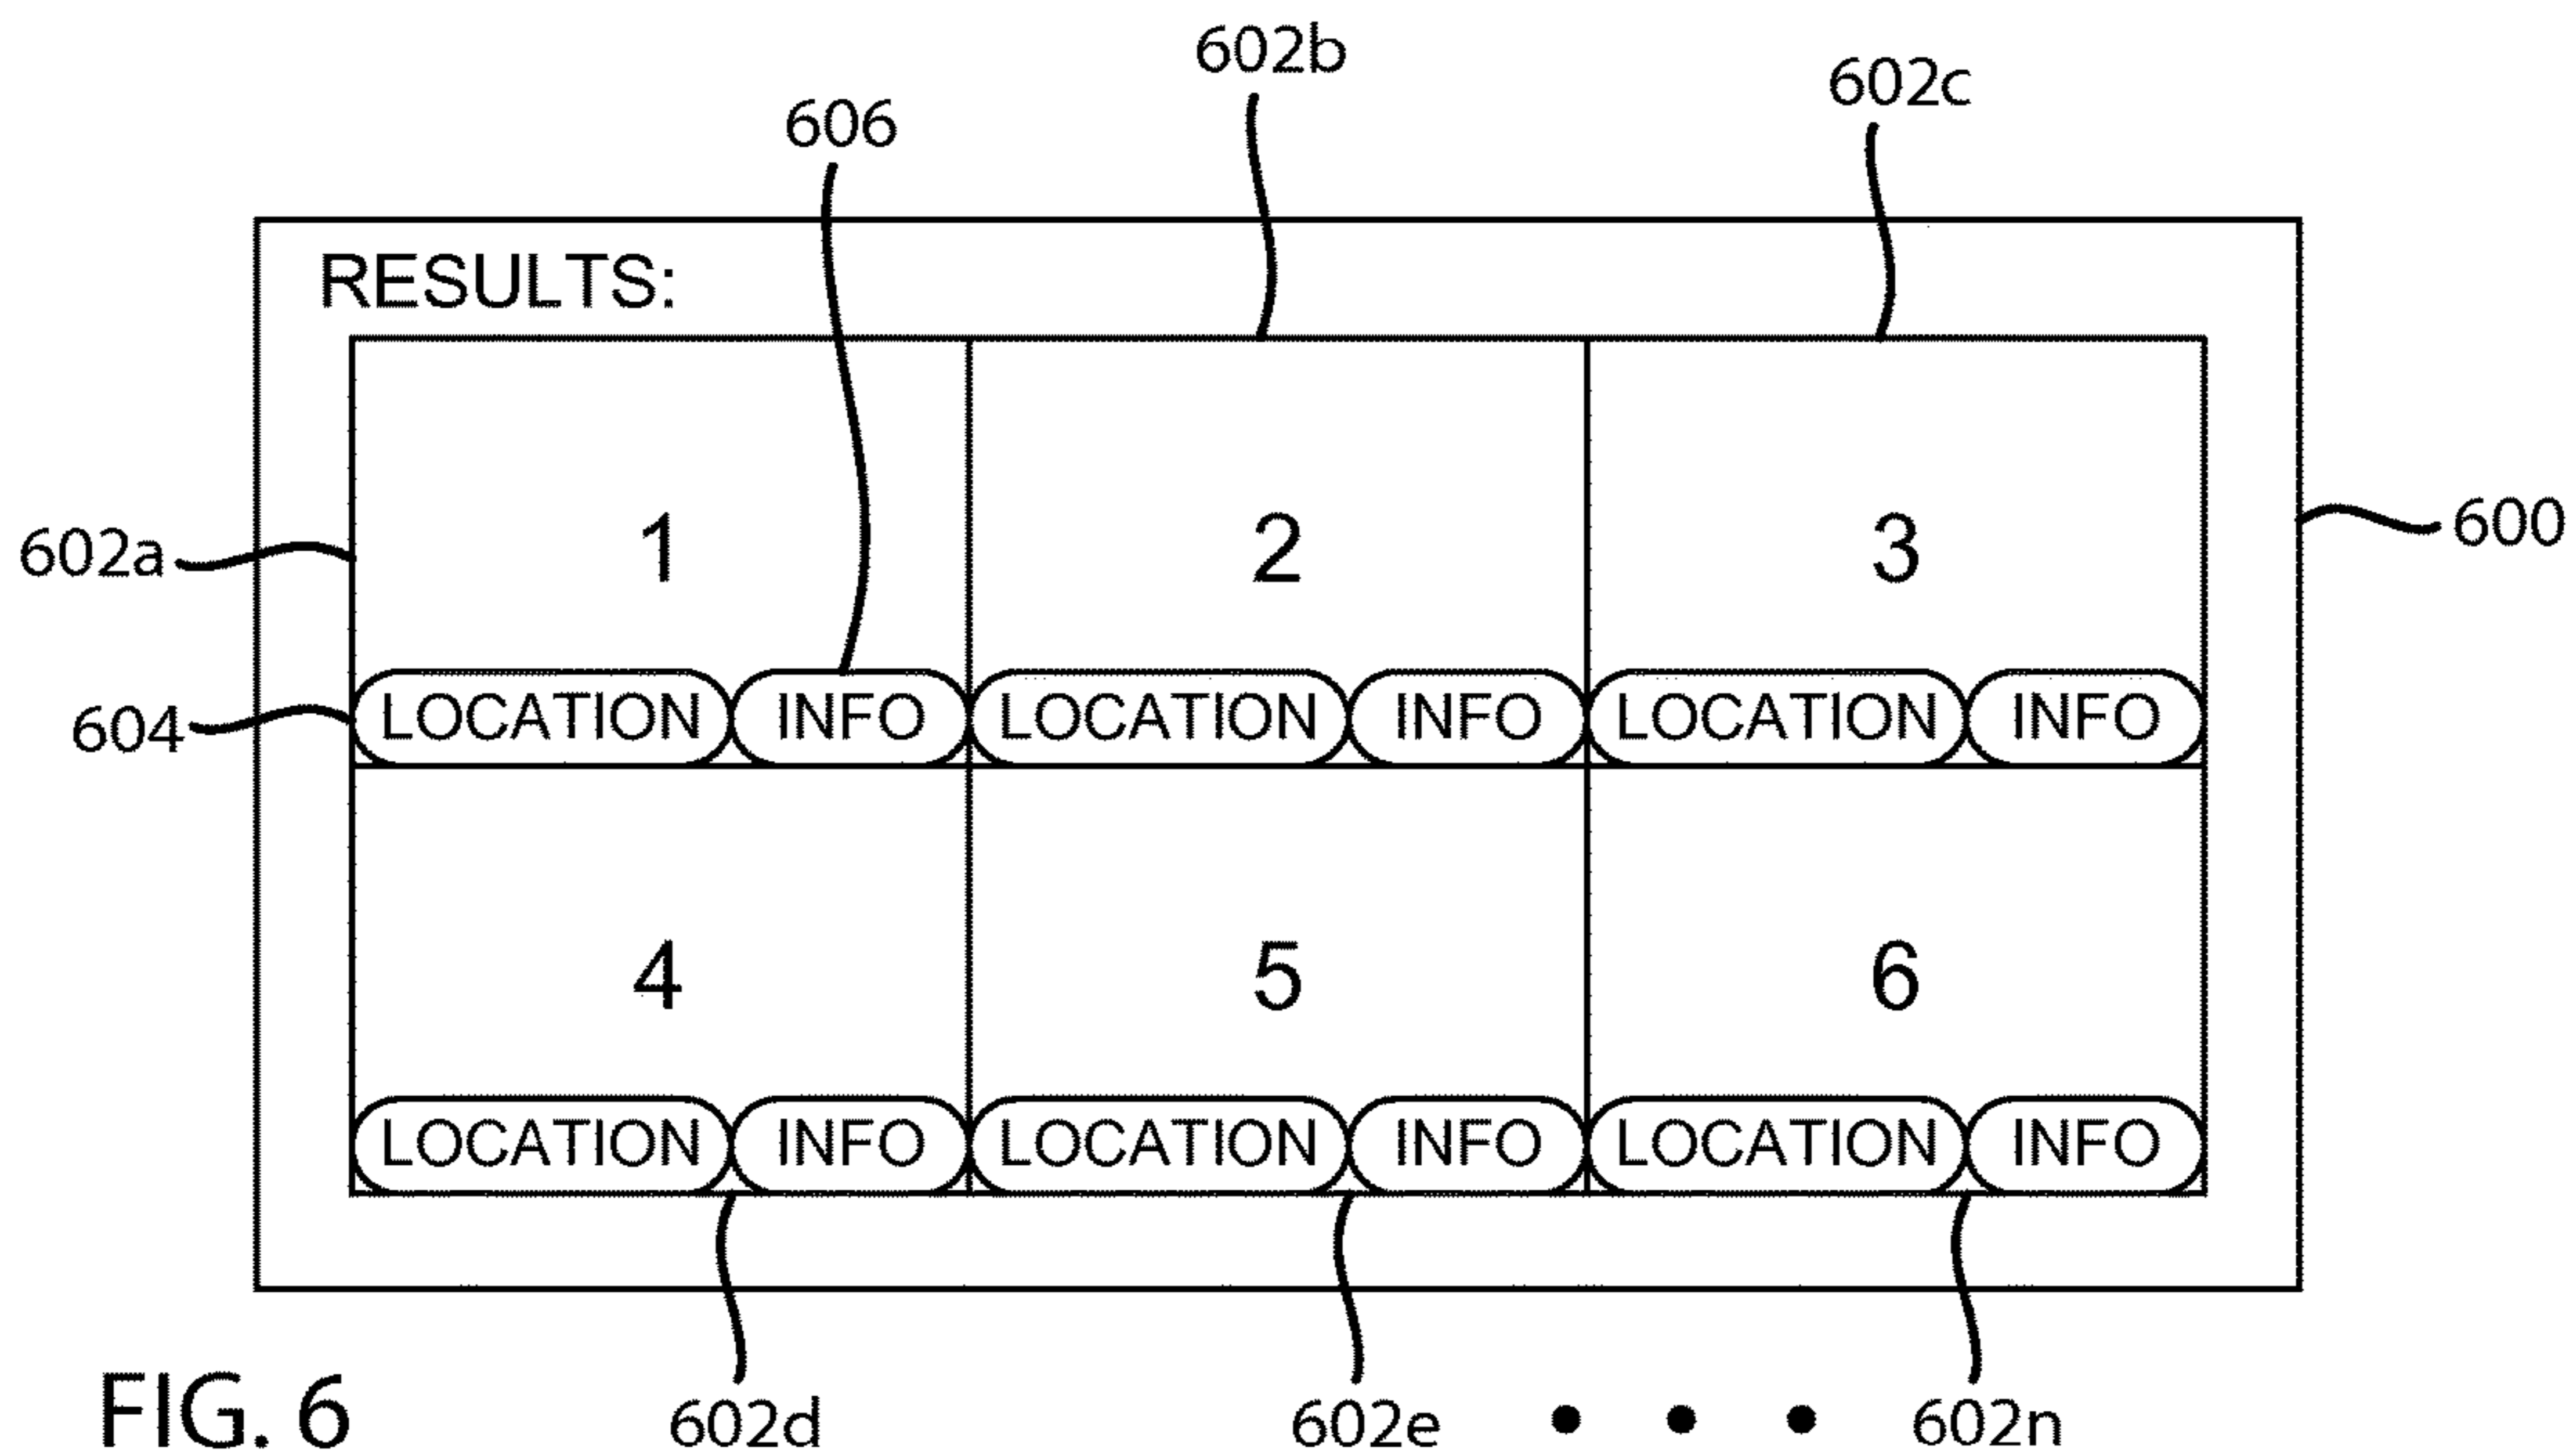 602b
602c
606
RESULTS:
602a 1 2 3 600
604 LOCATION INFO LOCATION INFO LOCATION INFO
4 5 6
LOCATION INFO LOCATION INFO LOCATION INFO
FIG. 6 602d 602e • • • 602n